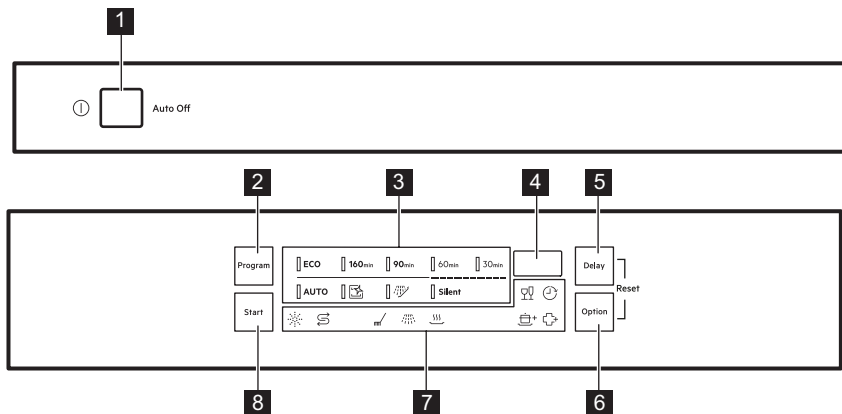 1
Auto Off
2 3 4 5
Program ECO 160min 90min 60min 30min Delay
Reset
AUTO Silent
Start Option
8 7 6